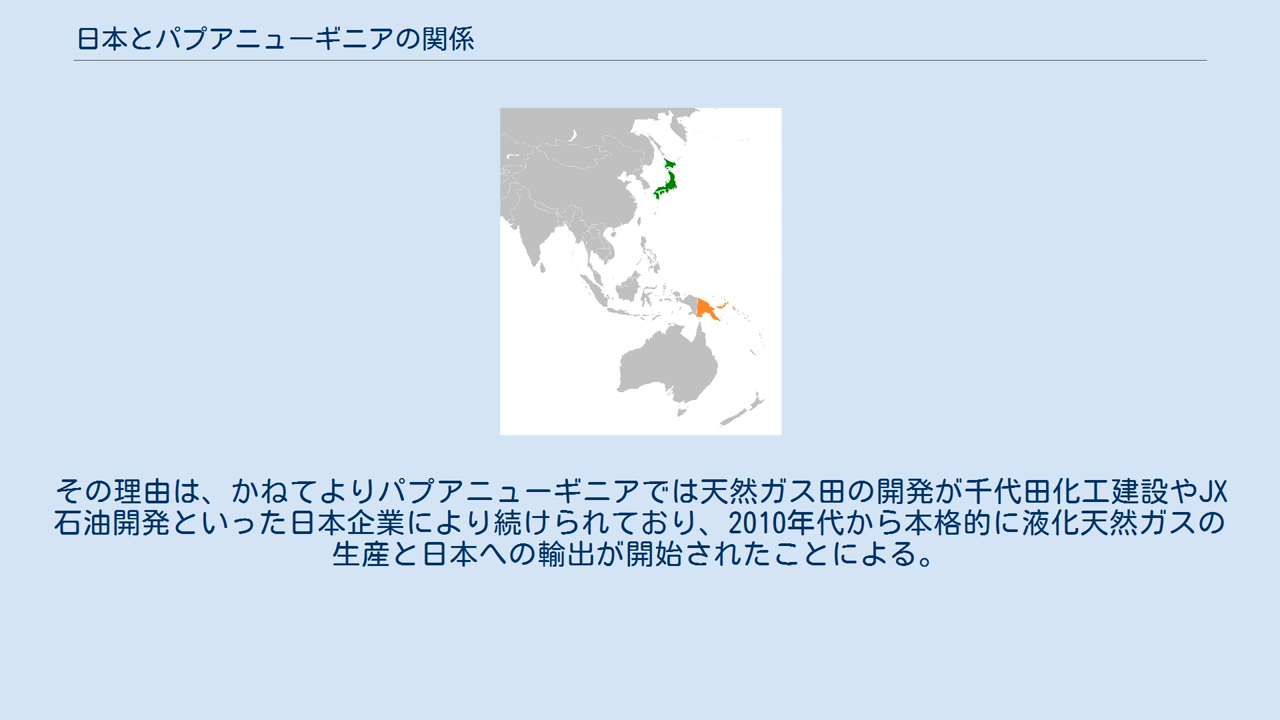 日本とパプアニューギニアの関係
その理由は、かねてよりパプアニューギニアでは天然ガス田の開発が千代田化工建設やJX
石油開発といった日本企業により続けられており、2010年代から本格的に液化天然ガスの
生産と日本への輸出が開始されたことによる。